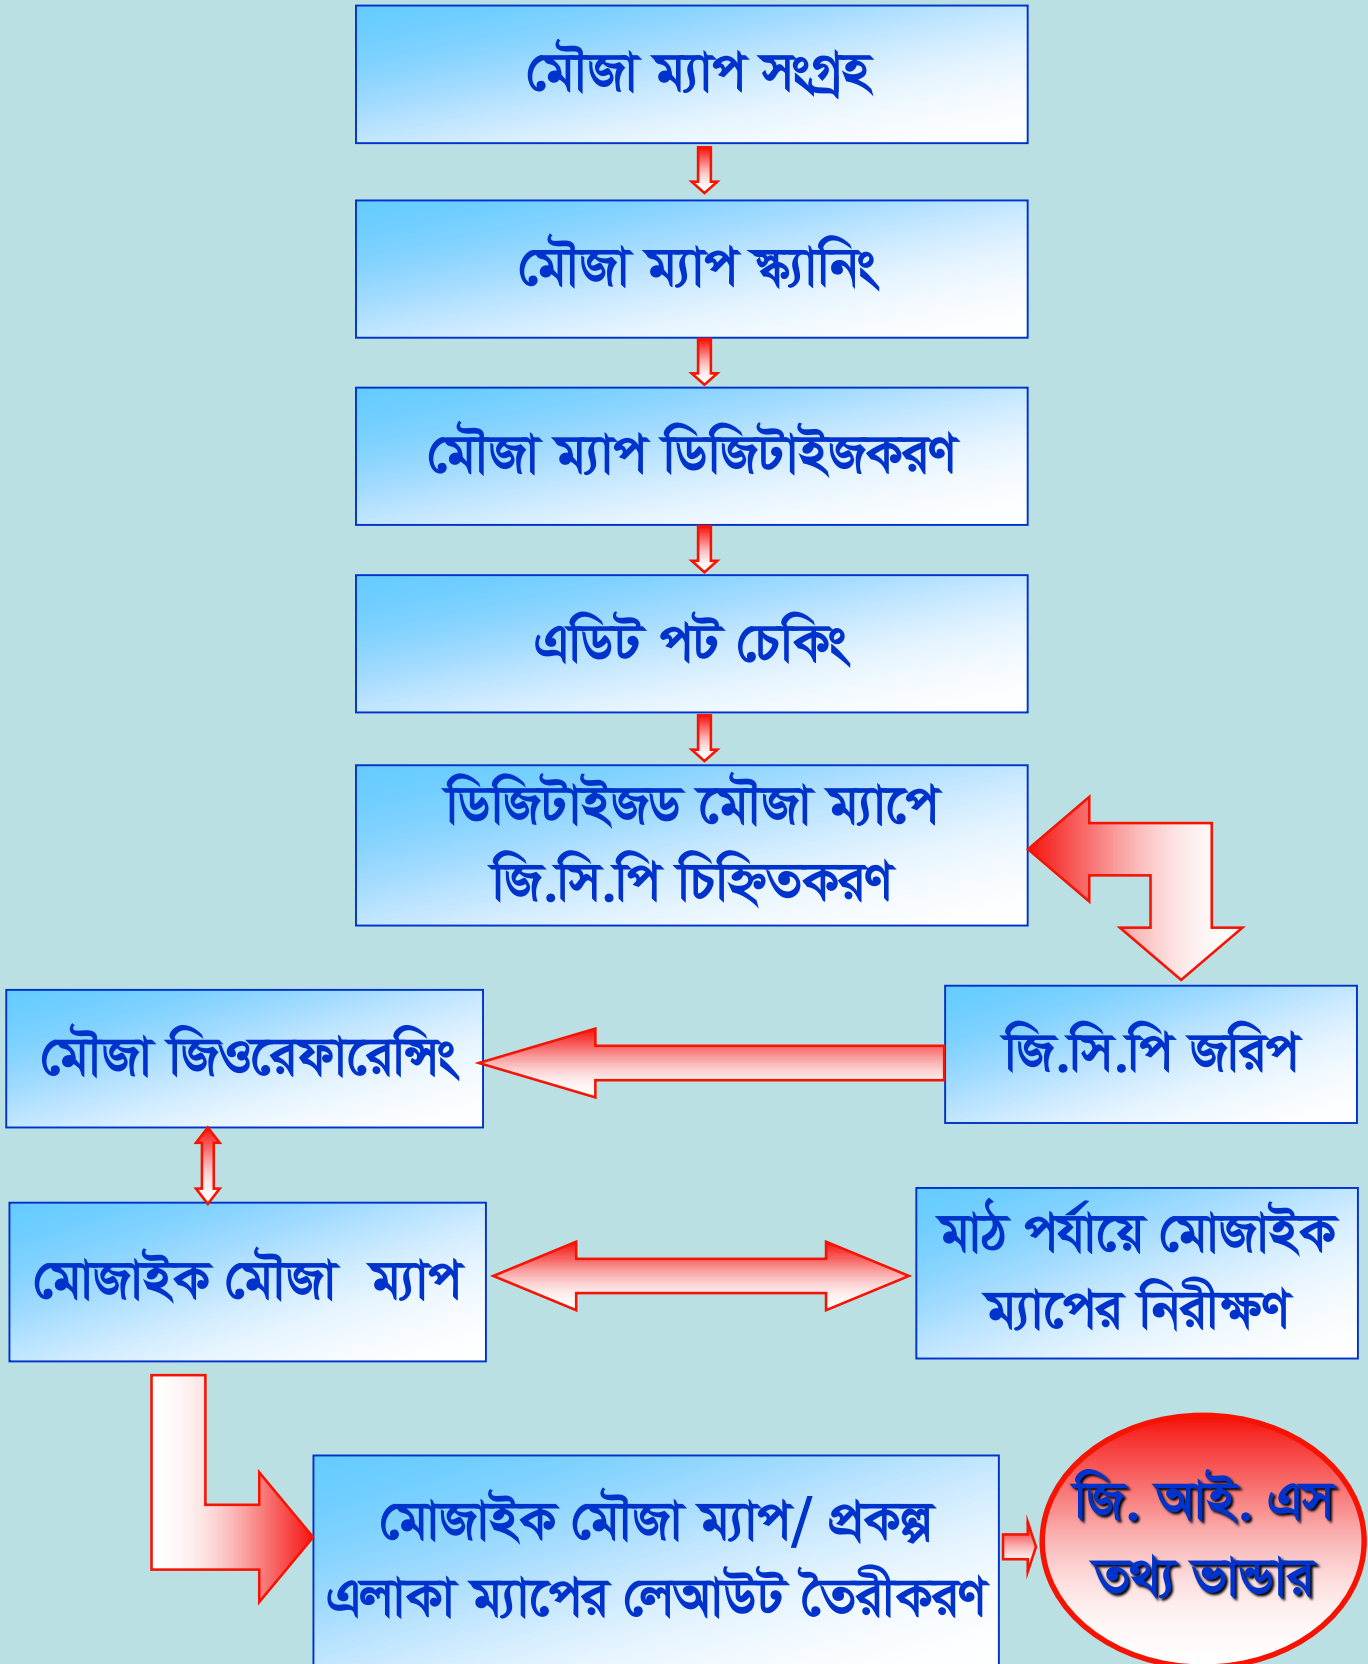 মৌজা ম্যাপ সংগ্রহ
মৌজা ম্যাপ স্ক্যানিং
মৌজা ম্যাপ ডিজিটাইজকরণ
এডিট পট চেকিং
ডিজিটাইজড মৌজা ম্যাপে
জি.সি.পি চিহ্নিতকরণ
জি.সি.পি জরিপ
মৌজা জিওরেফারেন্সিং
মোজাইক মৌজা ম্যাপ
মাঠ পর্যায়ে মোজাইক
ম্যাপের নিরীক্ষণ
মোজাইক মৌজা ম্যাপ/ প্রকল্প
এলাকা ম্যাপের লেআউট তৈরীকরণ
জি. আই. এস
তথ্য ভান্ডার